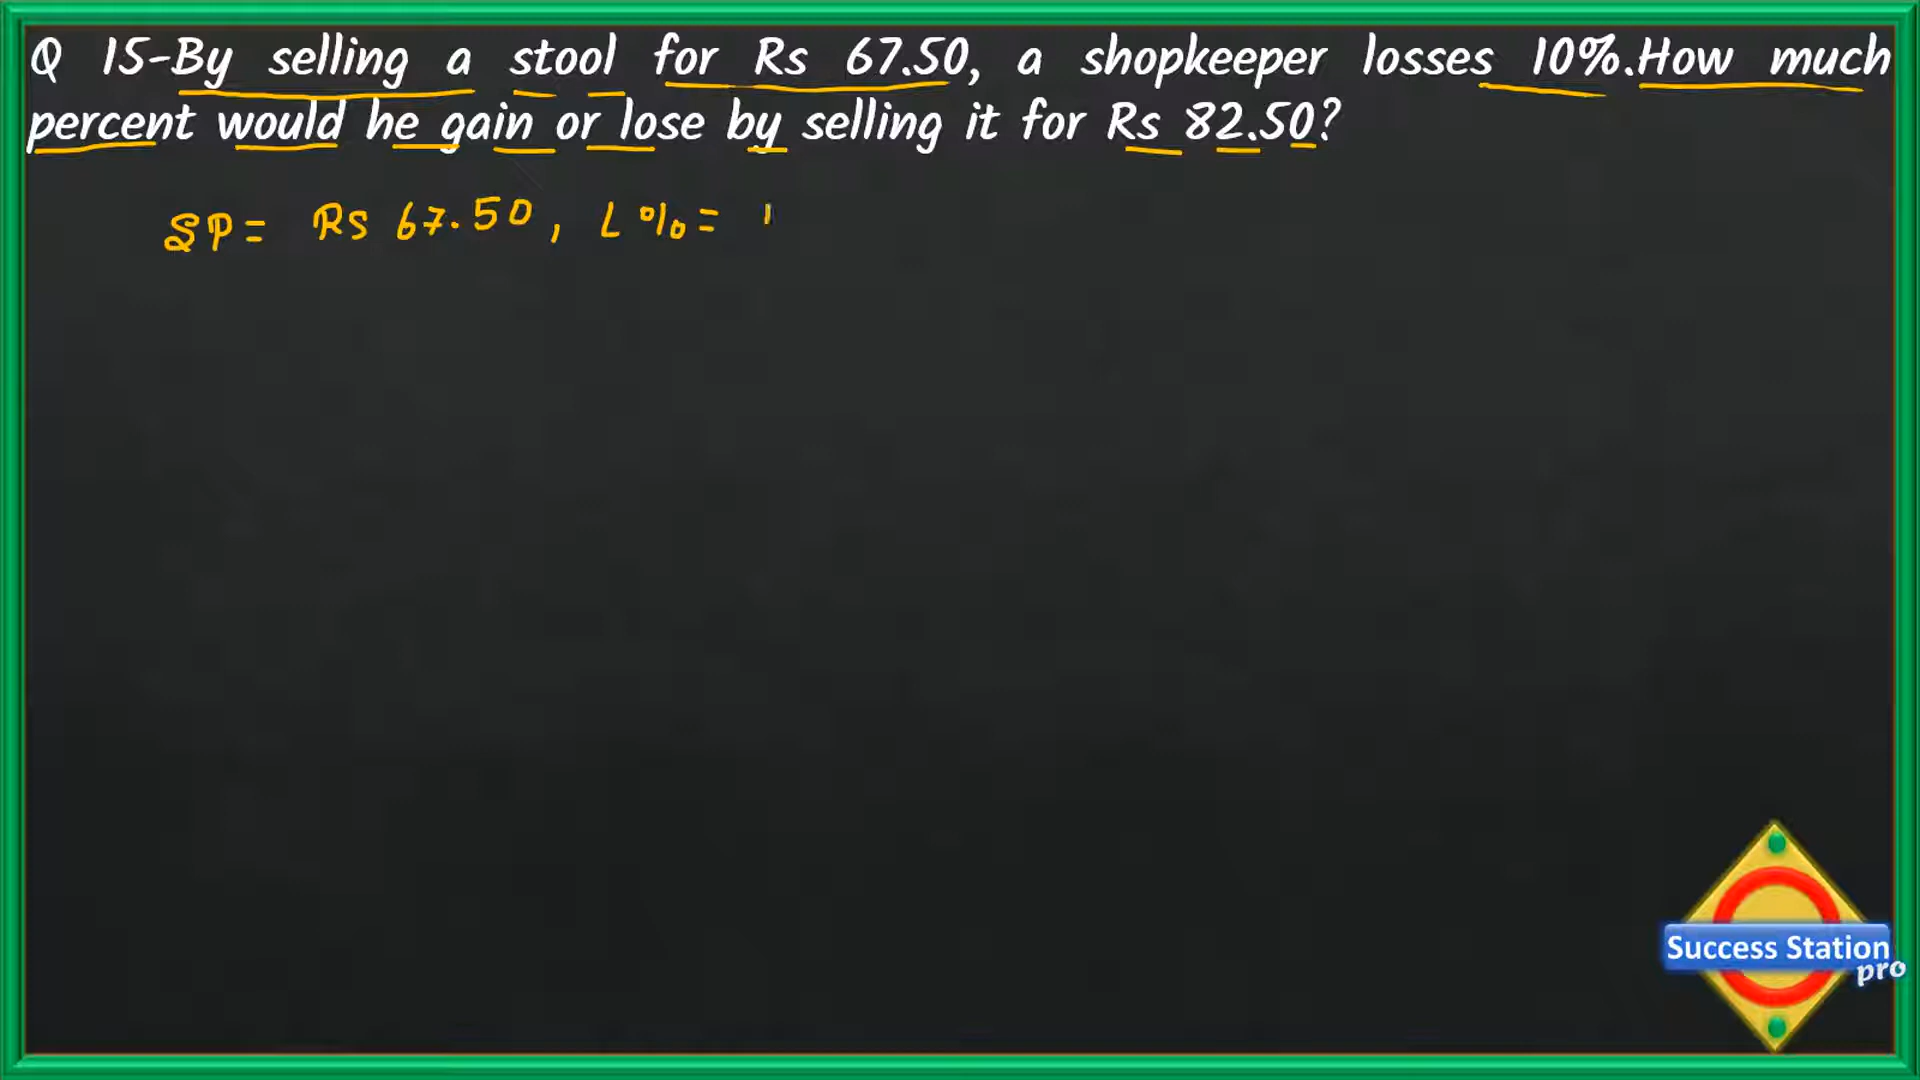 Q 15-By selling a stool for Rs 67.50, a shopkeeper losses 10%.How much
percent would he gain or lose by selling it for Rs 82.50?
SP= Rs 67.50, L%= 1
Success Station
pro